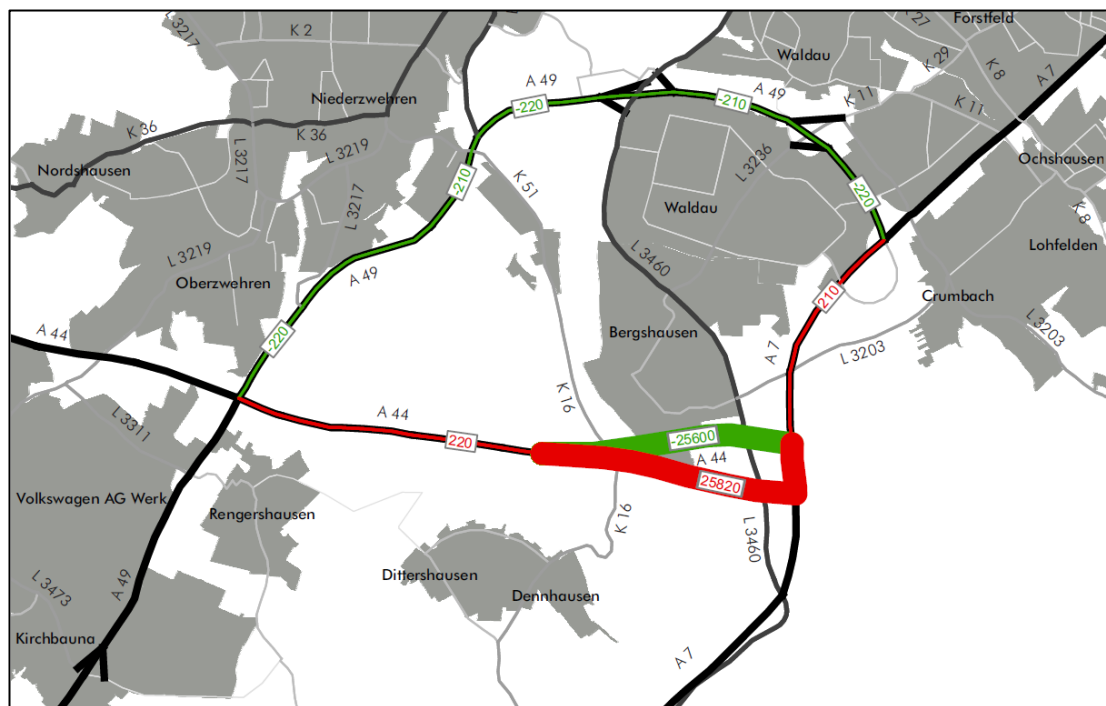 L 3217
K 2
K 27
Forstfeld
Waldau
K 29
K 8
A 7
A 49
-220
A 49
-210
K 11
K 11
Niederzwehren
K 36
K 36
L 3217
L 3219
Nordshausen
-210
K 51
L 3236
Ochshausen
Waldau
-220
K 8
L 3217
L 3219
Oberzwehren
A 49
L 3460
Lohfelden
Crumbach
210
L 3203
A 44
-220
Bergshausen
A 7
L 3203
K 16
A 44
220
-25600
A 44
25820
L 3311
Volkswagen AG Werk
Rengershausen
K 16
L 3460
Dittershausen
Dennhausen
L 3473
A 49
Kirchbauna
A 7